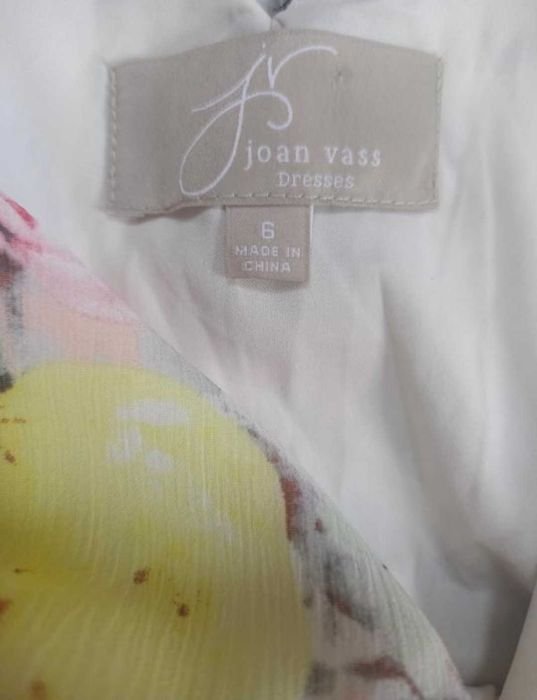 jv
joan vass
Dresses
6
MADE IN
CHINA